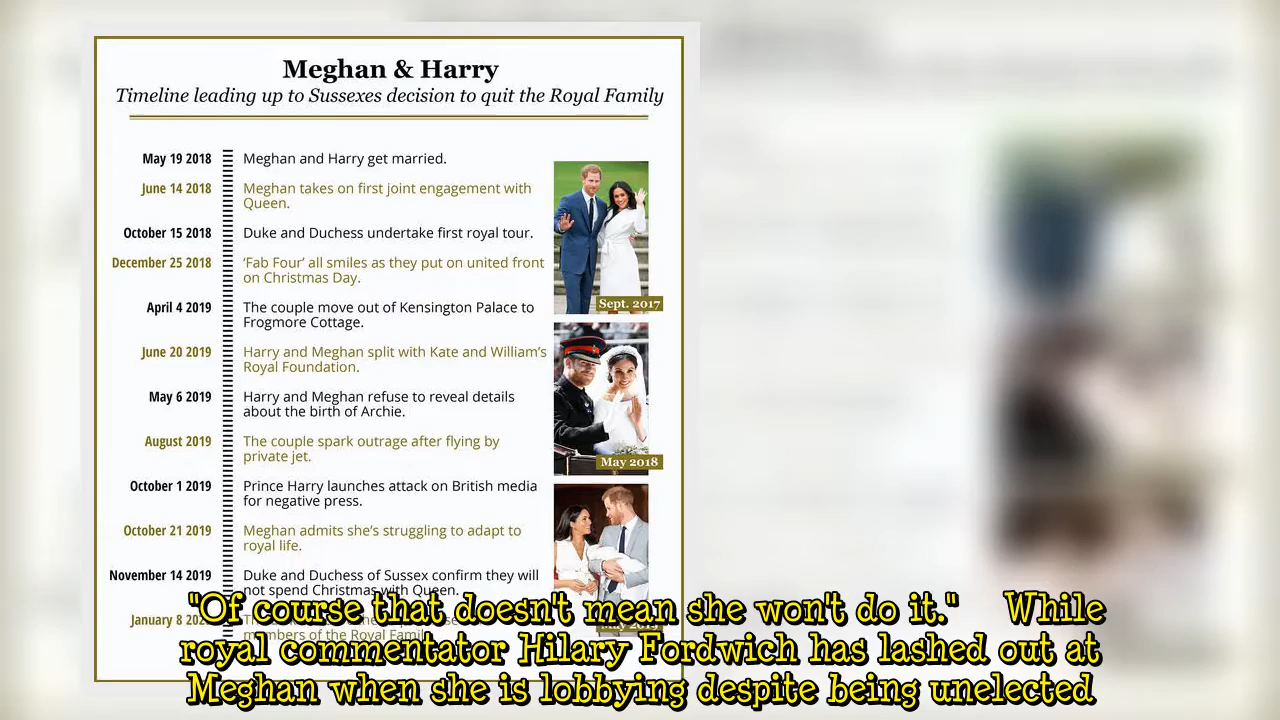 Meghan & Harry
Timeline leading up to Sussexes decision to quit the Royal Family
May 19 2018 Meghan and Harry get married.
June 14 2018 Meghan takes on first joint engagement with
Queen.
October 15 2018 Duke and Duchess undertake first royal tour.
December 25 2018 ‘Fab Four’ all smiles as they put on united front
on Christmas Day.
April 4 2019 The couple move out of Kensington Palace to
Frogmore Cottage.
June 20 2019 Harry and Meghan split with Kate and William’s
Royal Foundation.
May 6 2019 Harry and Meghan refuse to reveal details
about the birth of Archie.
August 2019 The couple spark outrage after flying by
private jet.
October 1 2019 Prince Harry launches attack on British media
for negative press.
October 21 2019 Meghan admits she’s struggling to adapt to
royal life.
November 14 2019 Duke and Duchess of Sussex confirm they will
not spend Christmas with Queen.
January 8
members of the Royal Family
Sept. 2017
May 2018
"Of course that doesn't mean she won't do it." While
royal commentator Hilary Fordwich has lashed out at
Meghan when she is lobbying despite being unelected